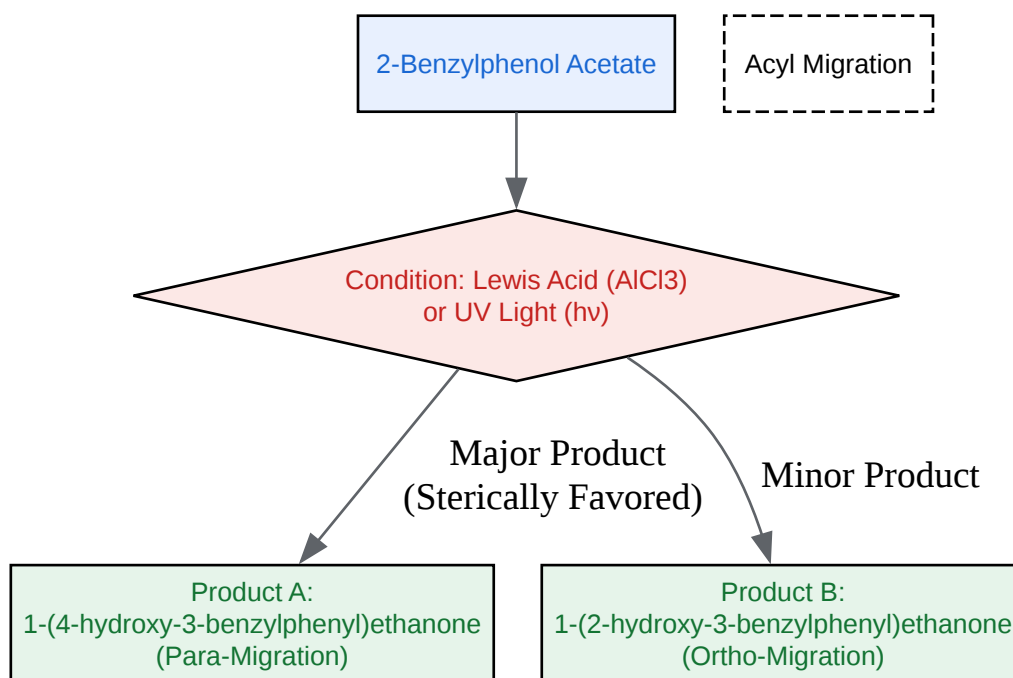 2-Benzylphenol Acetate
Acyl Migration
Condition: Lewis Acid (AlCl3)
or UV Light (hν)
Major Product
(Sterically Favored)
Minor Product
Product A:
1-(4-hydroxy-3-benzylphenyl)ethanone
(Para-Migration)
Product B:
1-(2-hydroxy-3-benzylphenyl)ethanone
(Ortho-Migration)